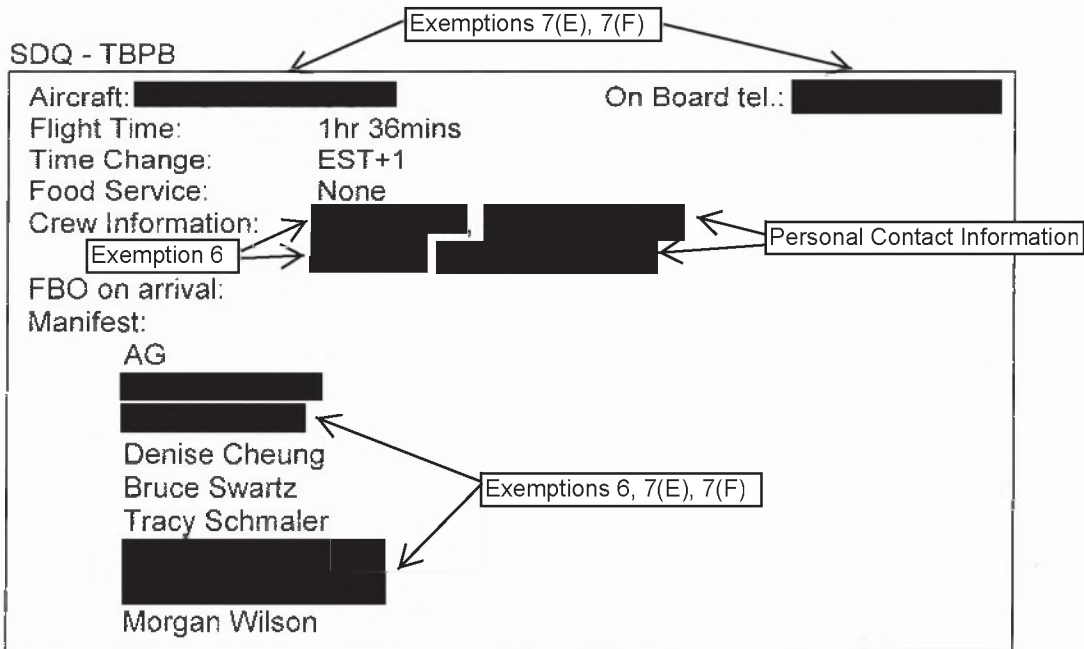 Exemptions 7(E), 7(F)
SDQ - TBPB
Aircraft: On Board tel.:
Flight Time: 1hr 36mins
Time Change: EST+1
Food Service: None
Crew Information: ,
Personal Contact Information
Exemption 6
FBO on arrival:
Manifest:
AG
Denise Cheung
Bruce Swartz
Exemptions 6, 7(E), 7(F)
Tracy Schmaler
Morgan Wilson